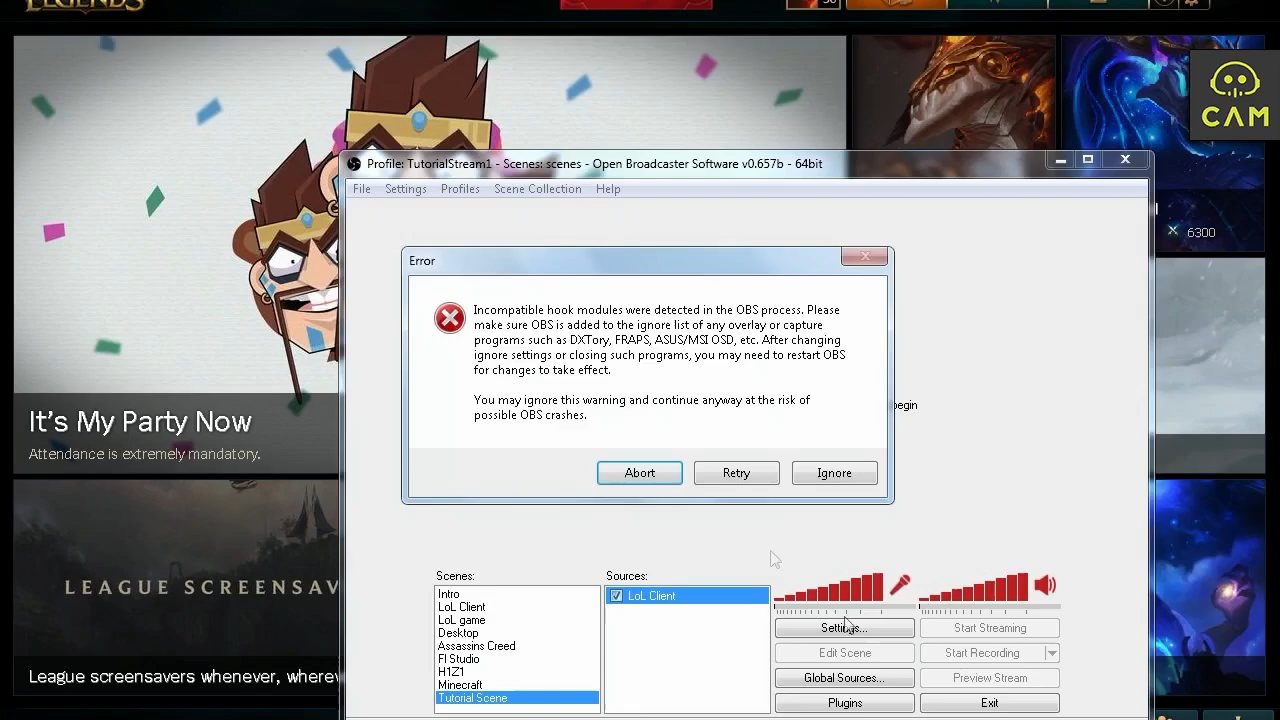 LEGENDS
30
CAM
Profile: TutorialStream1 - Scenes: scenes - Open Broadcaster Software v0.657b - 64bit
File Settings Profiles Scene Collection Help
6300
Error
Incompatible hook modules were detected in the OBS process. Please
make sure OBS is added to the ignore list of any overlay or capture
programs such as DXTory, FRAPS, ASUS/MSI OSD, etc. After changing
ignore settings or closing such programs, you may need to restart OBS
for changes to take effect.
You may ignore this warning and continue anyway at the risk of
possible OBS crashes.
begin
It's My Party Now
Attendance is extremely mandatory.
Abort Retry Ignore
LEAGUE SCREENSAV
League screensavers whenever, wherev
Scenes:
Intro
LoL Client
LoL game
Desktop
Assassins Creed
Fl Studio
H1Z1
Minecraft
Tutorial Scene
Sources:
LoL Client
Settings... Start Streaming
Edit Scene Start Recording
Global Sources... Preview Stream
Plugins Exit